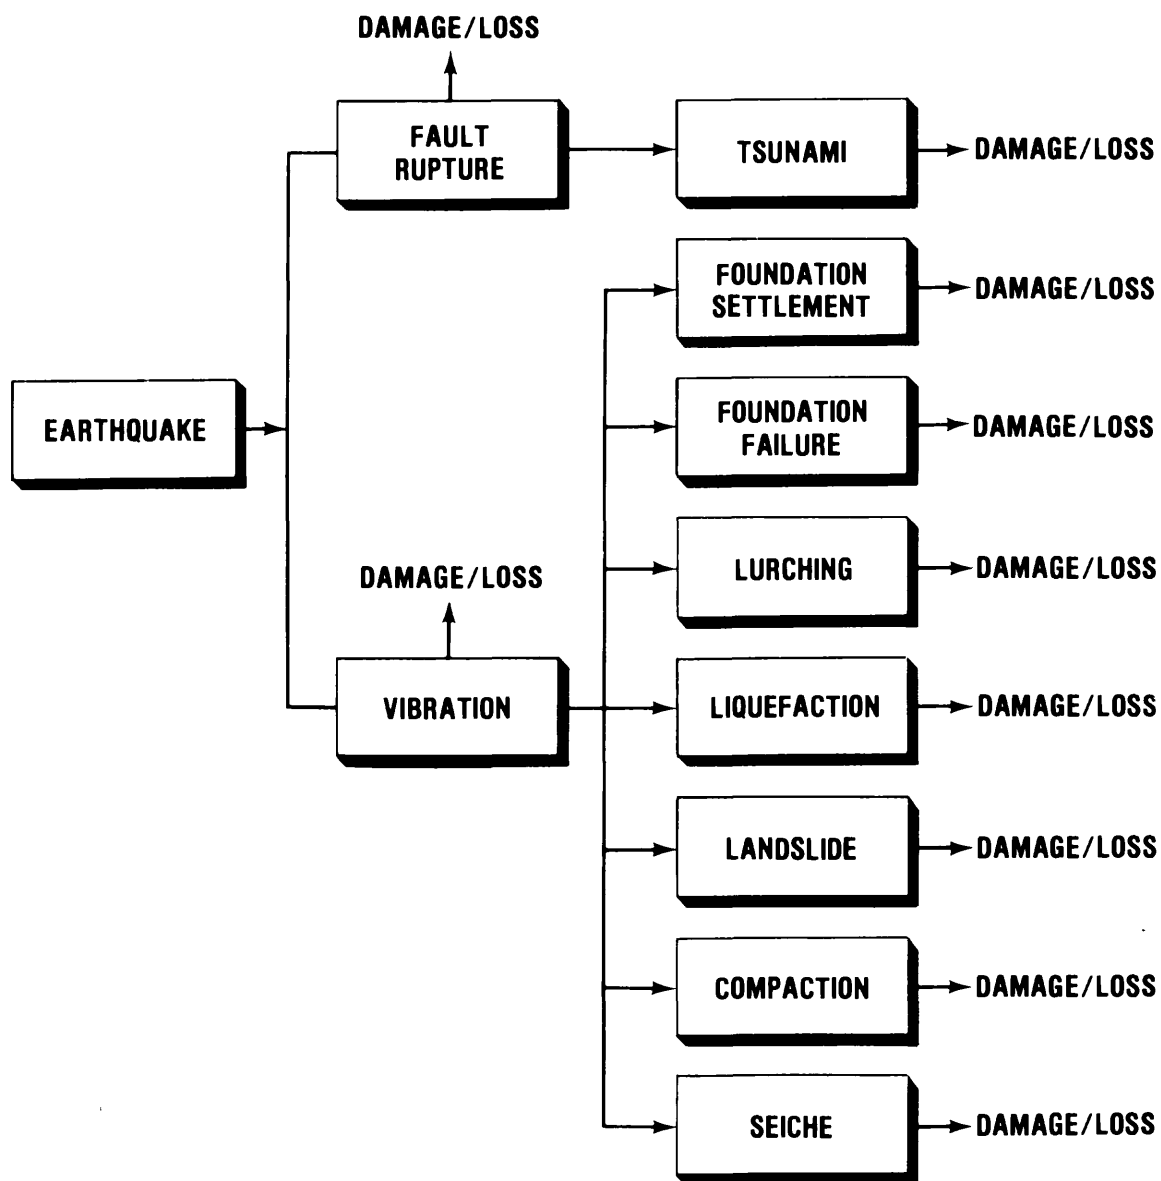 DAMAGE/LOSS
FAULT
RUPTURE
TSUNAMI
DAMAGE/LOSS
FOUNDATION
SETTLEMENT
DAMAGE/LOSS
FOUNDATION
FAILURE
DAMAGE/LOSS
EARTHQUAKE
LURCHING
DAMAGE/LOSS
DAMAGE/LOSS
VIBRATION
LIQUEFACTION
DAMAGE/LOSS
LANDSLIDE
DAMAGE/LOSS
COMPACTION
DAMAGE/LOSS
SEICHE
DAMAGE/LOSS